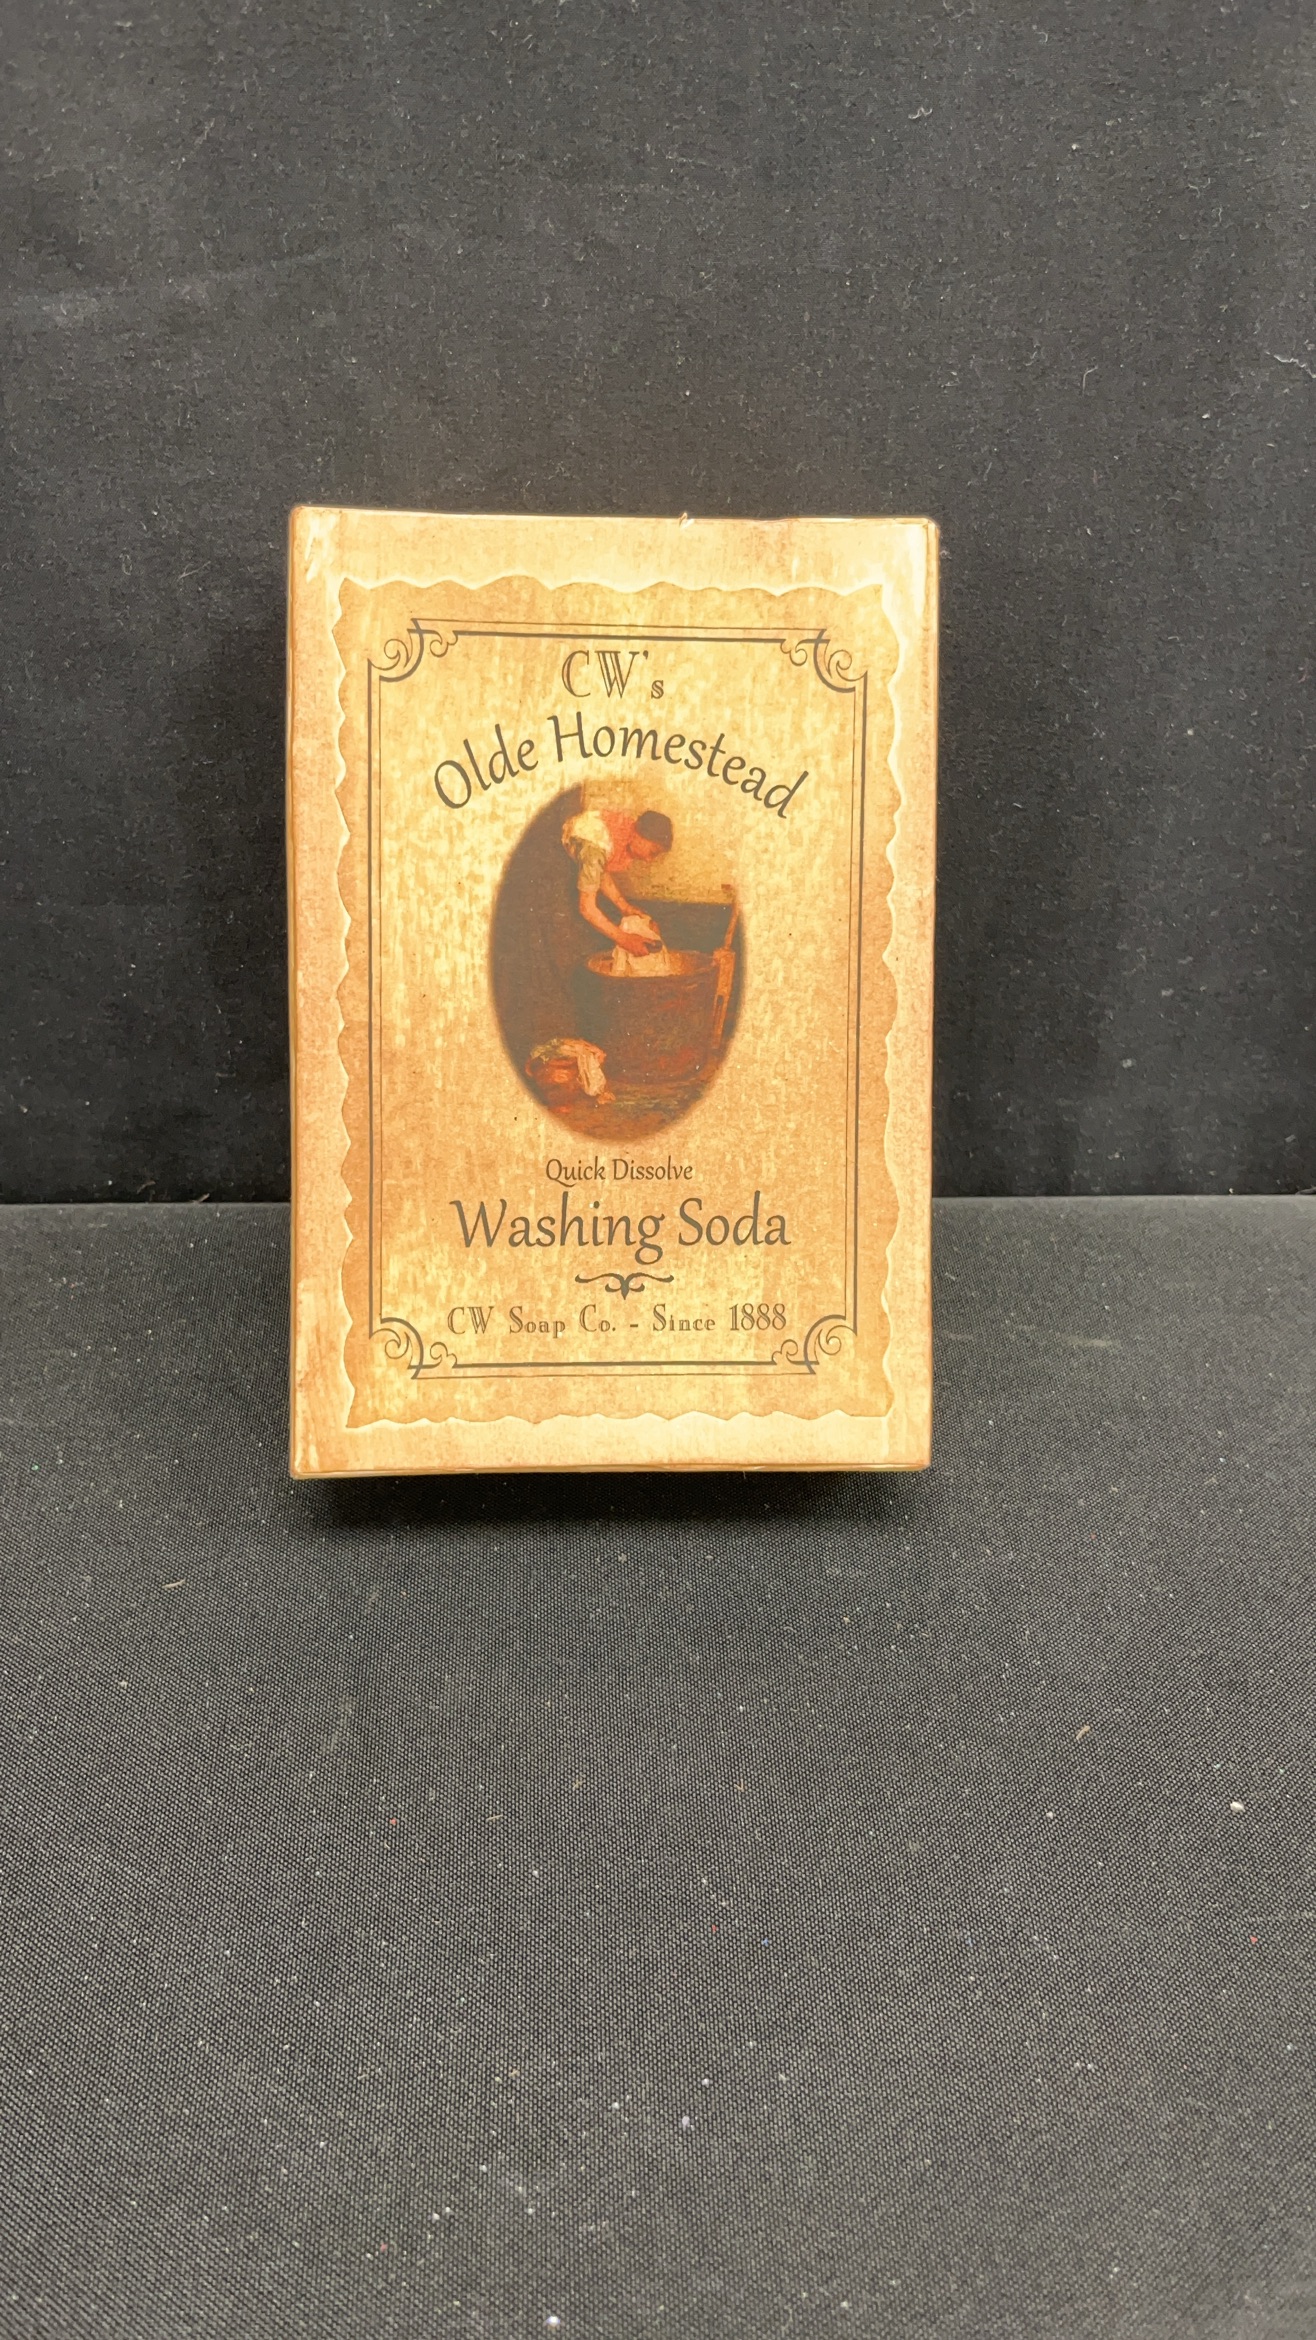 CW's
Olde Homestead
Quick Dissolve
Washing Soda
CW Soap Co. - Since 1888